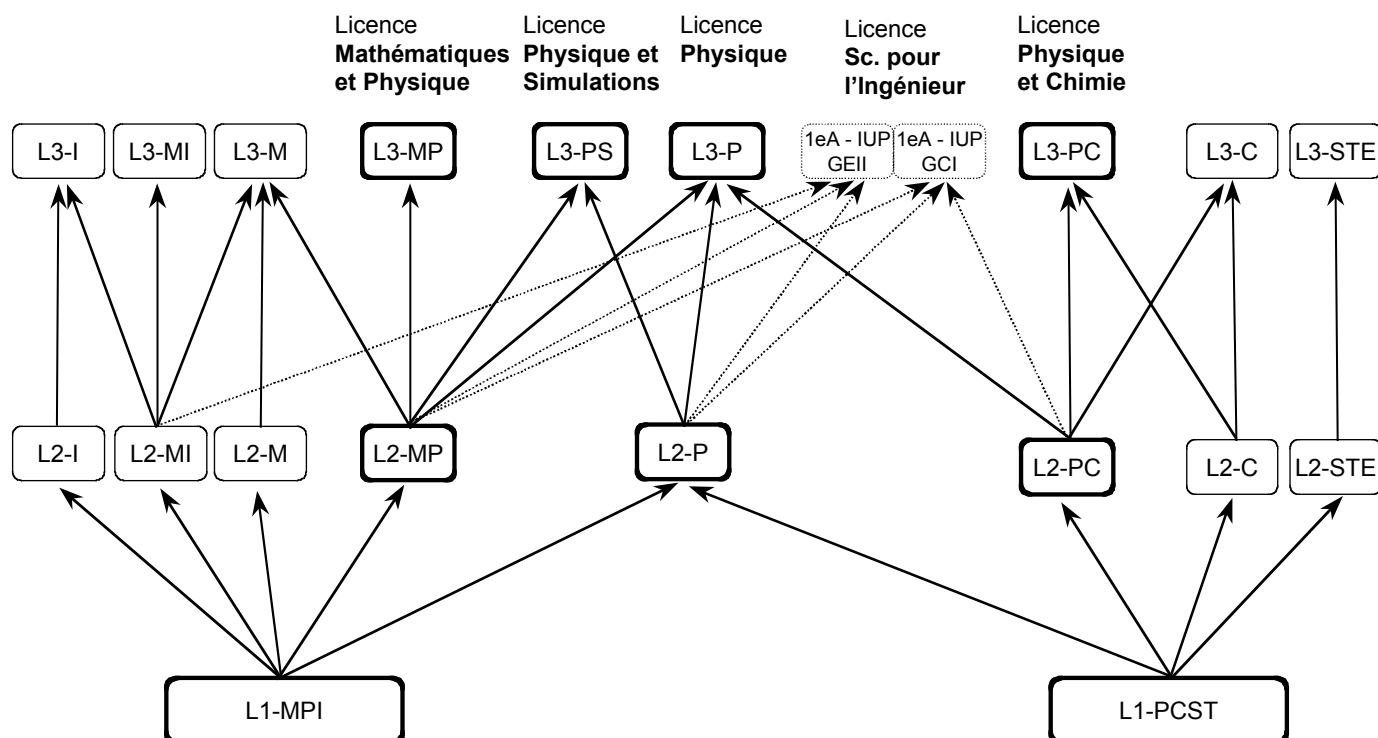 Licence
Mathématiques
et Physique
Licence
Physique et
Simulations
Licence
Physique
Licence
Sc. pour
l'Ingénieur
Licence
Physique
et Chimie
L3-I
L3-MI
L3-M
L3-MP
L3-PS
L3-P
1eA - IUP
GEII
1eA - IUP
GCI
L3-PC
L3-C
L3-STE
L2-I
L2-MI
L2-M
L2-MP
L2-P
L2-PC
L2-C
L2-STE
L1-MPI
L1-PCST